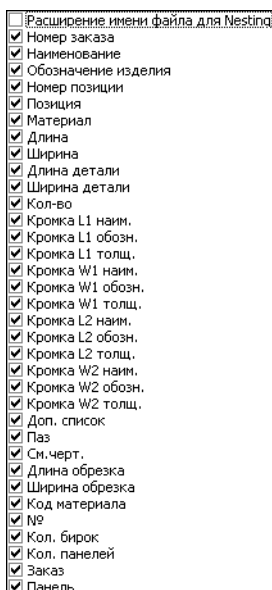 Расширение имени файла для Nesting
Номер заказа
Наименование
Обозначение изделия
Номер позиции
Позиция
Материал
Длина
Ширина
Длина детали
Ширина детали
Кол-во
Кромка L1 наим.
Кромка L1 обозн.
Кромка L1 толщ.
Кромка W1 наим.
Кромка W1 обозн.
Кромка W1 толщ.
Кромка L2 наим.
Кромка L2 обозн.
Кромка L2 толщ.
Кромка W2 наим.
Кромка W2 обозн.
Кромка W2 толщ.
Доп. список
Паз
См.черт.
Длина обрезка
Ширина обрезка
Код материала
№
Кол. бирок
Кол. панелей
Заказ
Панель